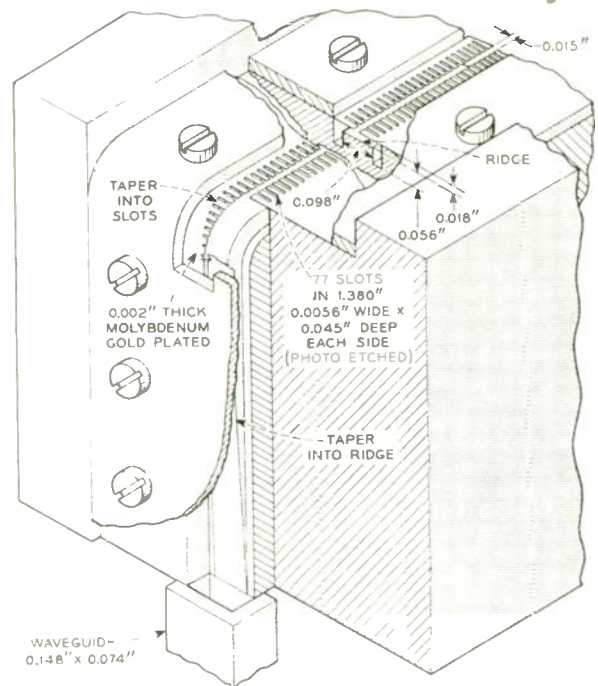 0.015"
RIDGE
TAPER
INTO
SLOTS
0.098"
0.018"
0.056"
77 SLOTS
IN 1.380"
0.0056" WIDE X
0.045" DEEP
EACH SIDE
(PHOTO ETCHED)
0.002" THICK
MOLYBDENUM
GOLD PLATED
TAPER
INTO RIDGE
WAVEGUID-
0.148" X 0.074"